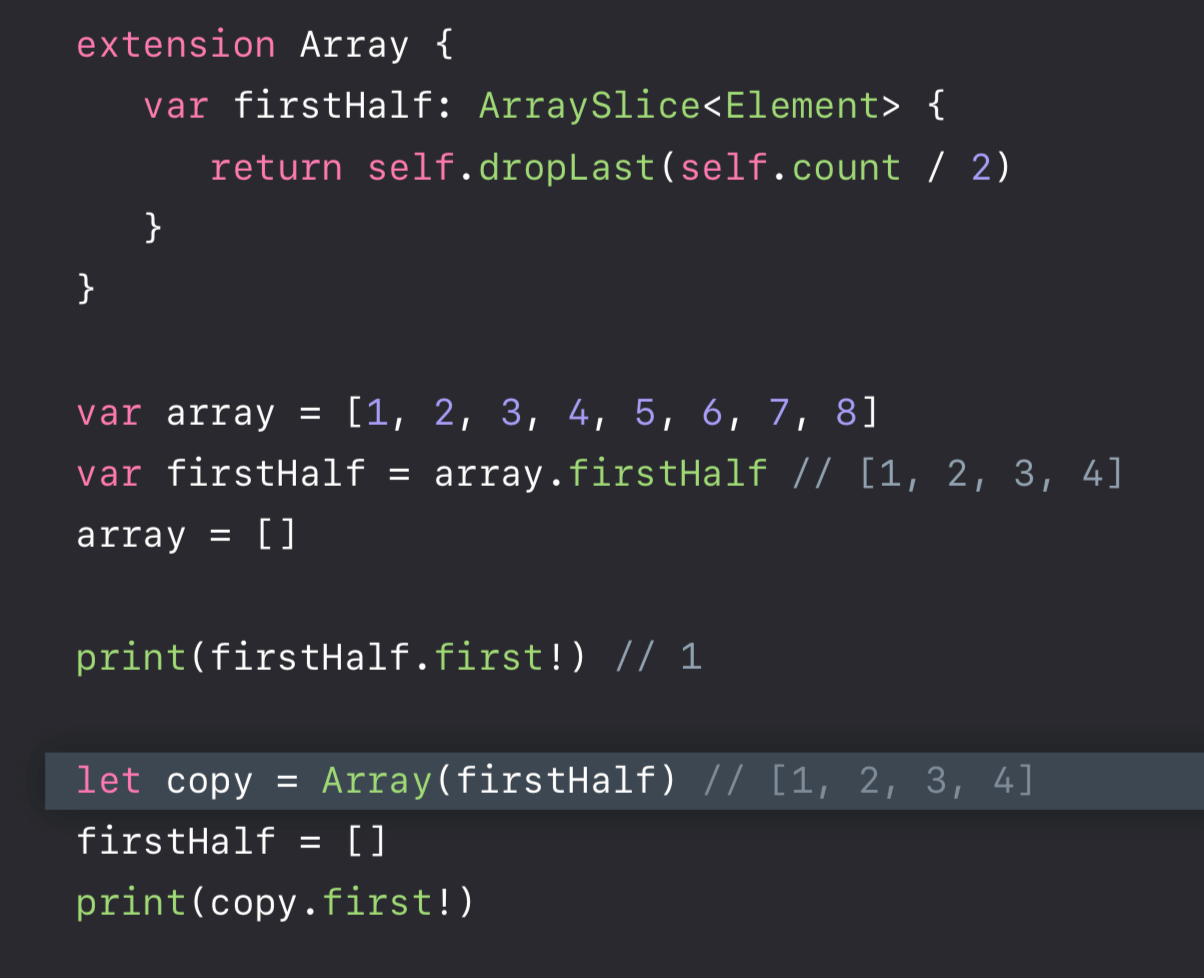 extension Array {
var firstHalf: ArraySlice<Element> {
return self.dropLast(self.count / 2)
}
}
var array = [1, 2, 3, 4, 5, 6, 7, 8]
var firstHalf = array.firstHalf // [1, 2, 3, 4]
array = []
print(firstHalf.first!) // 1
let copy = Array(firstHalf) // [1, 2, 3, 4]
firstHalf = []
print(copy.first!)